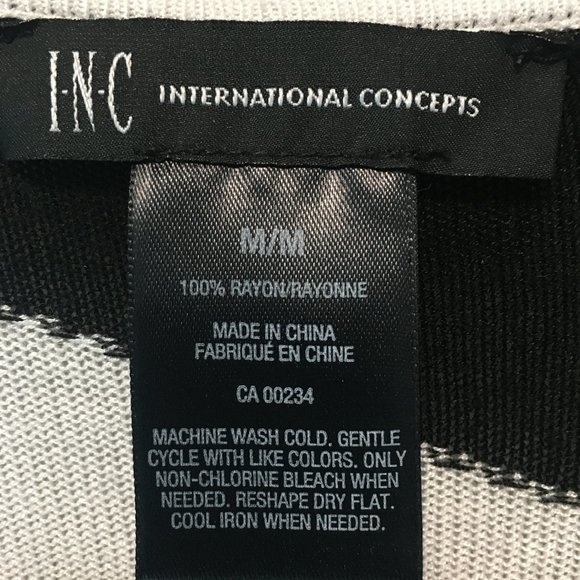 I·N·C INTERNATIONAL CONCEPTS
M/M
100% RAYON/RAYONNE
MADE IN CHINA
FABRIQUÉ EN CHINE
CA 00234
MACHINE WASH COLD. GENTLE
CYCLE WITH LIKE COLORS. ONLY
NON-CHLORINE BLEACH WHEN
NEEDED. RESHAPE DRY FLAT.
COOL IRON WHEN NEEDED.